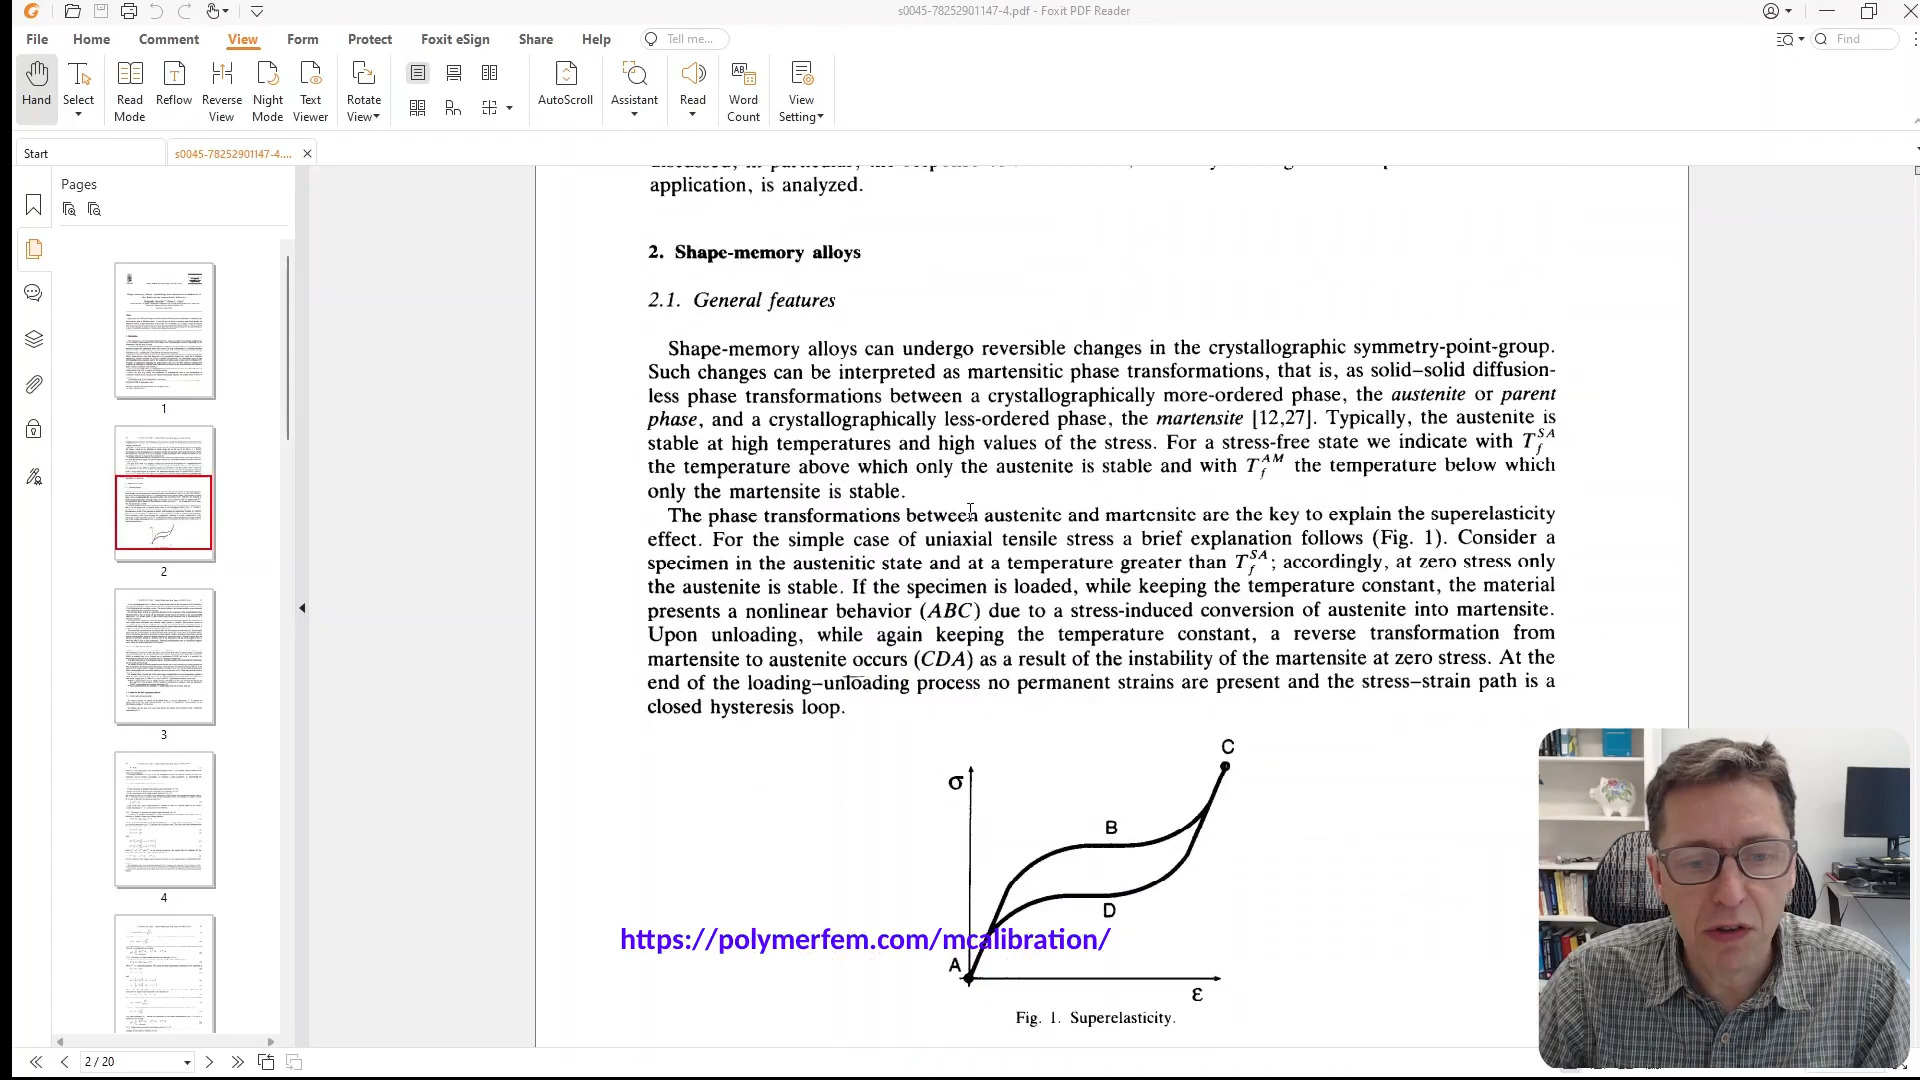 s0045-78252901147-4.pdf - Foxit PDF Reader
File Home Comment View Form Protect Foxit eSign Share Help Tell me... Find
Hand Select Read Mode Reflow Reverse View Night Mode Text Viewer Rotate View AutoScroll Assistant Read Word Count View Setting
Start s0045-78252901147-4....
Pages
1
2
3
4
application, is analyzed.
2. Shape-memory alloys
2.1. General features
Shape-memory alloys can undergo reversible changes in the crystallographic symmetry-point-group.
Such changes can be interpreted as martensitic phase transformations, that is, as solid–solid diffusion-
less phase transformations between a crystallographically more-ordered phase, the austenite or parent
phase, and a crystallographically less-ordered phase, the martensite [12,27]. Typically, the austenite is
stable at high temperatures and high values of the stress. For a stress-free state we indicate with T_f^SA
the temperature above which only the austenite is stable and with T_f^AM the temperature below which
only the martensite is stable.
The phase transformations between austenite and martensite are the key to explain the superelasticity
effect. For the simple case of uniaxial tensile stress a brief explanation follows (Fig. 1). Consider a
specimen in the austenitic state and at a temperature greater than T_f^SA; accordingly, at zero stress only
the austenite is stable. If the specimen is loaded, while keeping the temperature constant, the material
presents a nonlinear behavior (ABC) due to a stress-induced conversion of austenite into martensite.
Upon unloading, while again keeping the temperature constant, a reverse transformation from
martensite to austenite occurs (CDA) as a result of the instability of the martensite at zero stress. At the
end of the loading–unloading process no permanent strains are present and the stress–strain path is a
closed hysteresis loop.
C
σ
B
D
https://polymerfem.com/mcalibration/
A
ε
Fig. 1. Superelasticity.
2 / 20